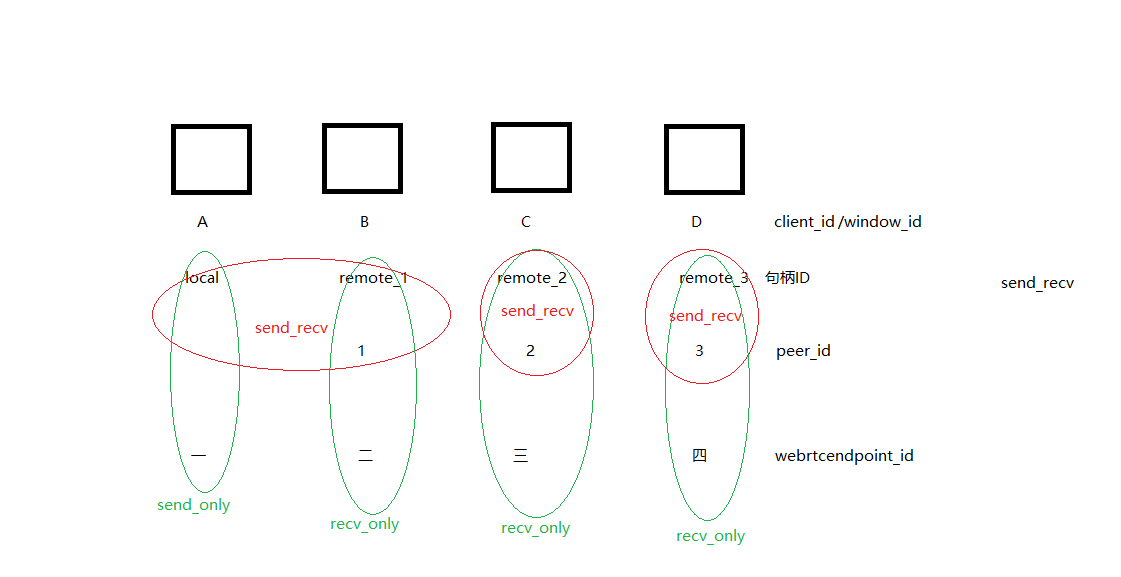 A B C D client_id /window_id
local remote_1 remote_2 remote_3 句柄ID send_recv
send_recv send_recv send_recv
1 2 3 peer_id
一 二 三 四 webrtcendpoint_id
send_only recv_only recv_only recv_only